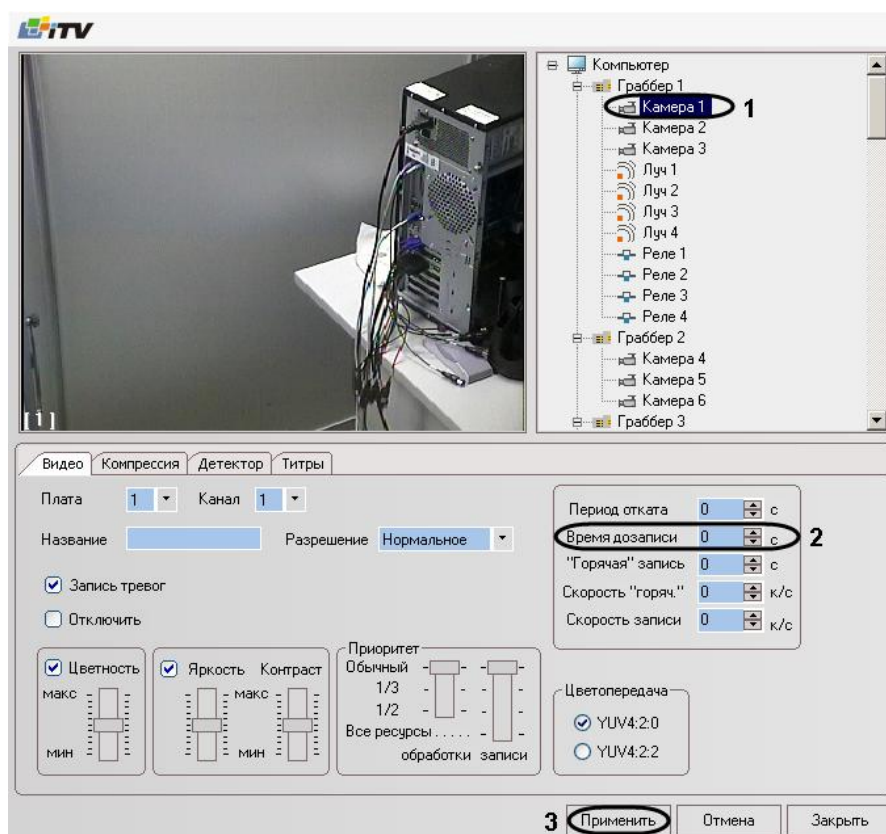 iTV
Компьютер
Граббер 1
Камера 1 1
Камера 2
Камера 3
Луч 1
Луч 2
Луч 3
Луч 4
Реле 1
Реле 2
Реле 3
Реле 4
Граббер 2
Камера 4
Камера 5
Камера 6
Граббер 3
[1]
Видео Компрессия Детектор Титры
Плата 1 Канал 1
Название Разрешение Нормальное
Запись тревог
Отключить
Период отката 0 с
Время дозаписи 0 с 2
"Горячая" запись 0 с
Скорость "горяч." 0 к/с
Скорость записи 0 к/с
Цветность
макс
мин
Яркость Контраст
макс
мин
Приоритет
Обычный
1/3
1/2
Все ресурсы.....
обработки записи
Цветопередача
YUV4:2:0
YUV4:2:2
3 Применить Отмена Закрыть